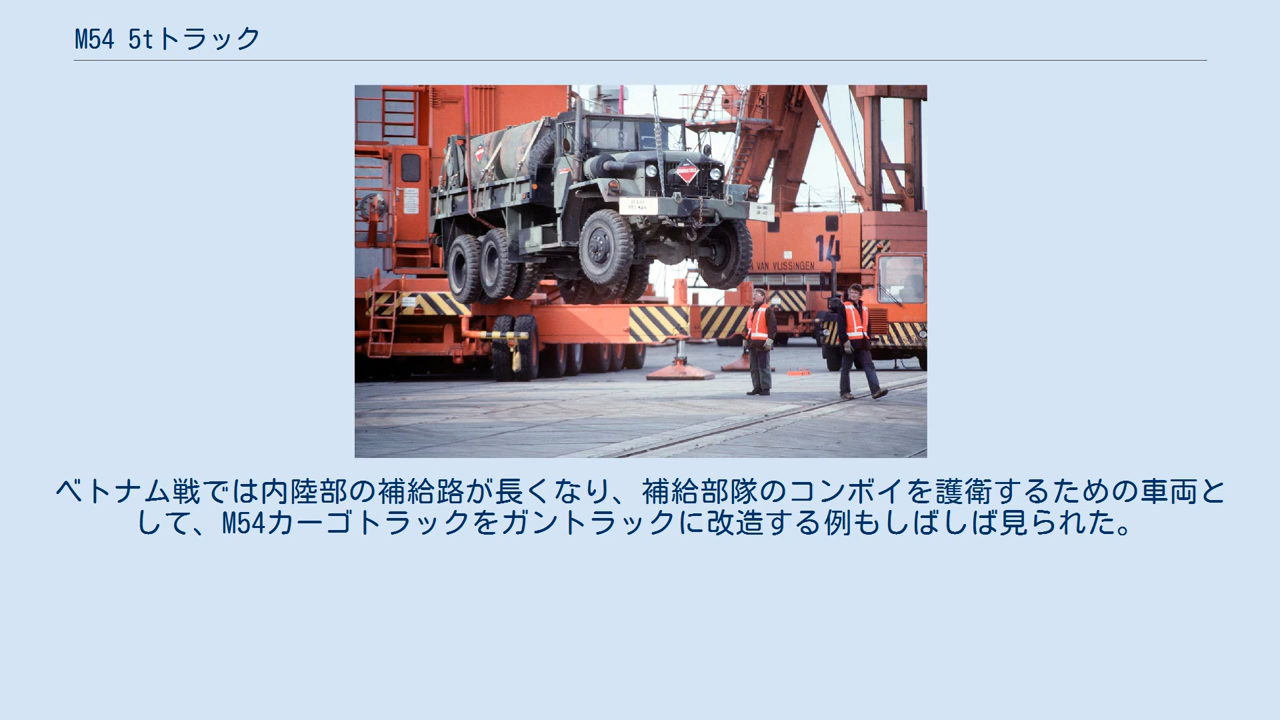 M54 5tトラック
14
VAN VLISSINGEN
ベトナム戦では内陸部の補給路が長くなり、補給部隊のコンボイを護衛するための車両と
して、M54カーゴトラックをガントラックに改造する例もしばしば見られた。